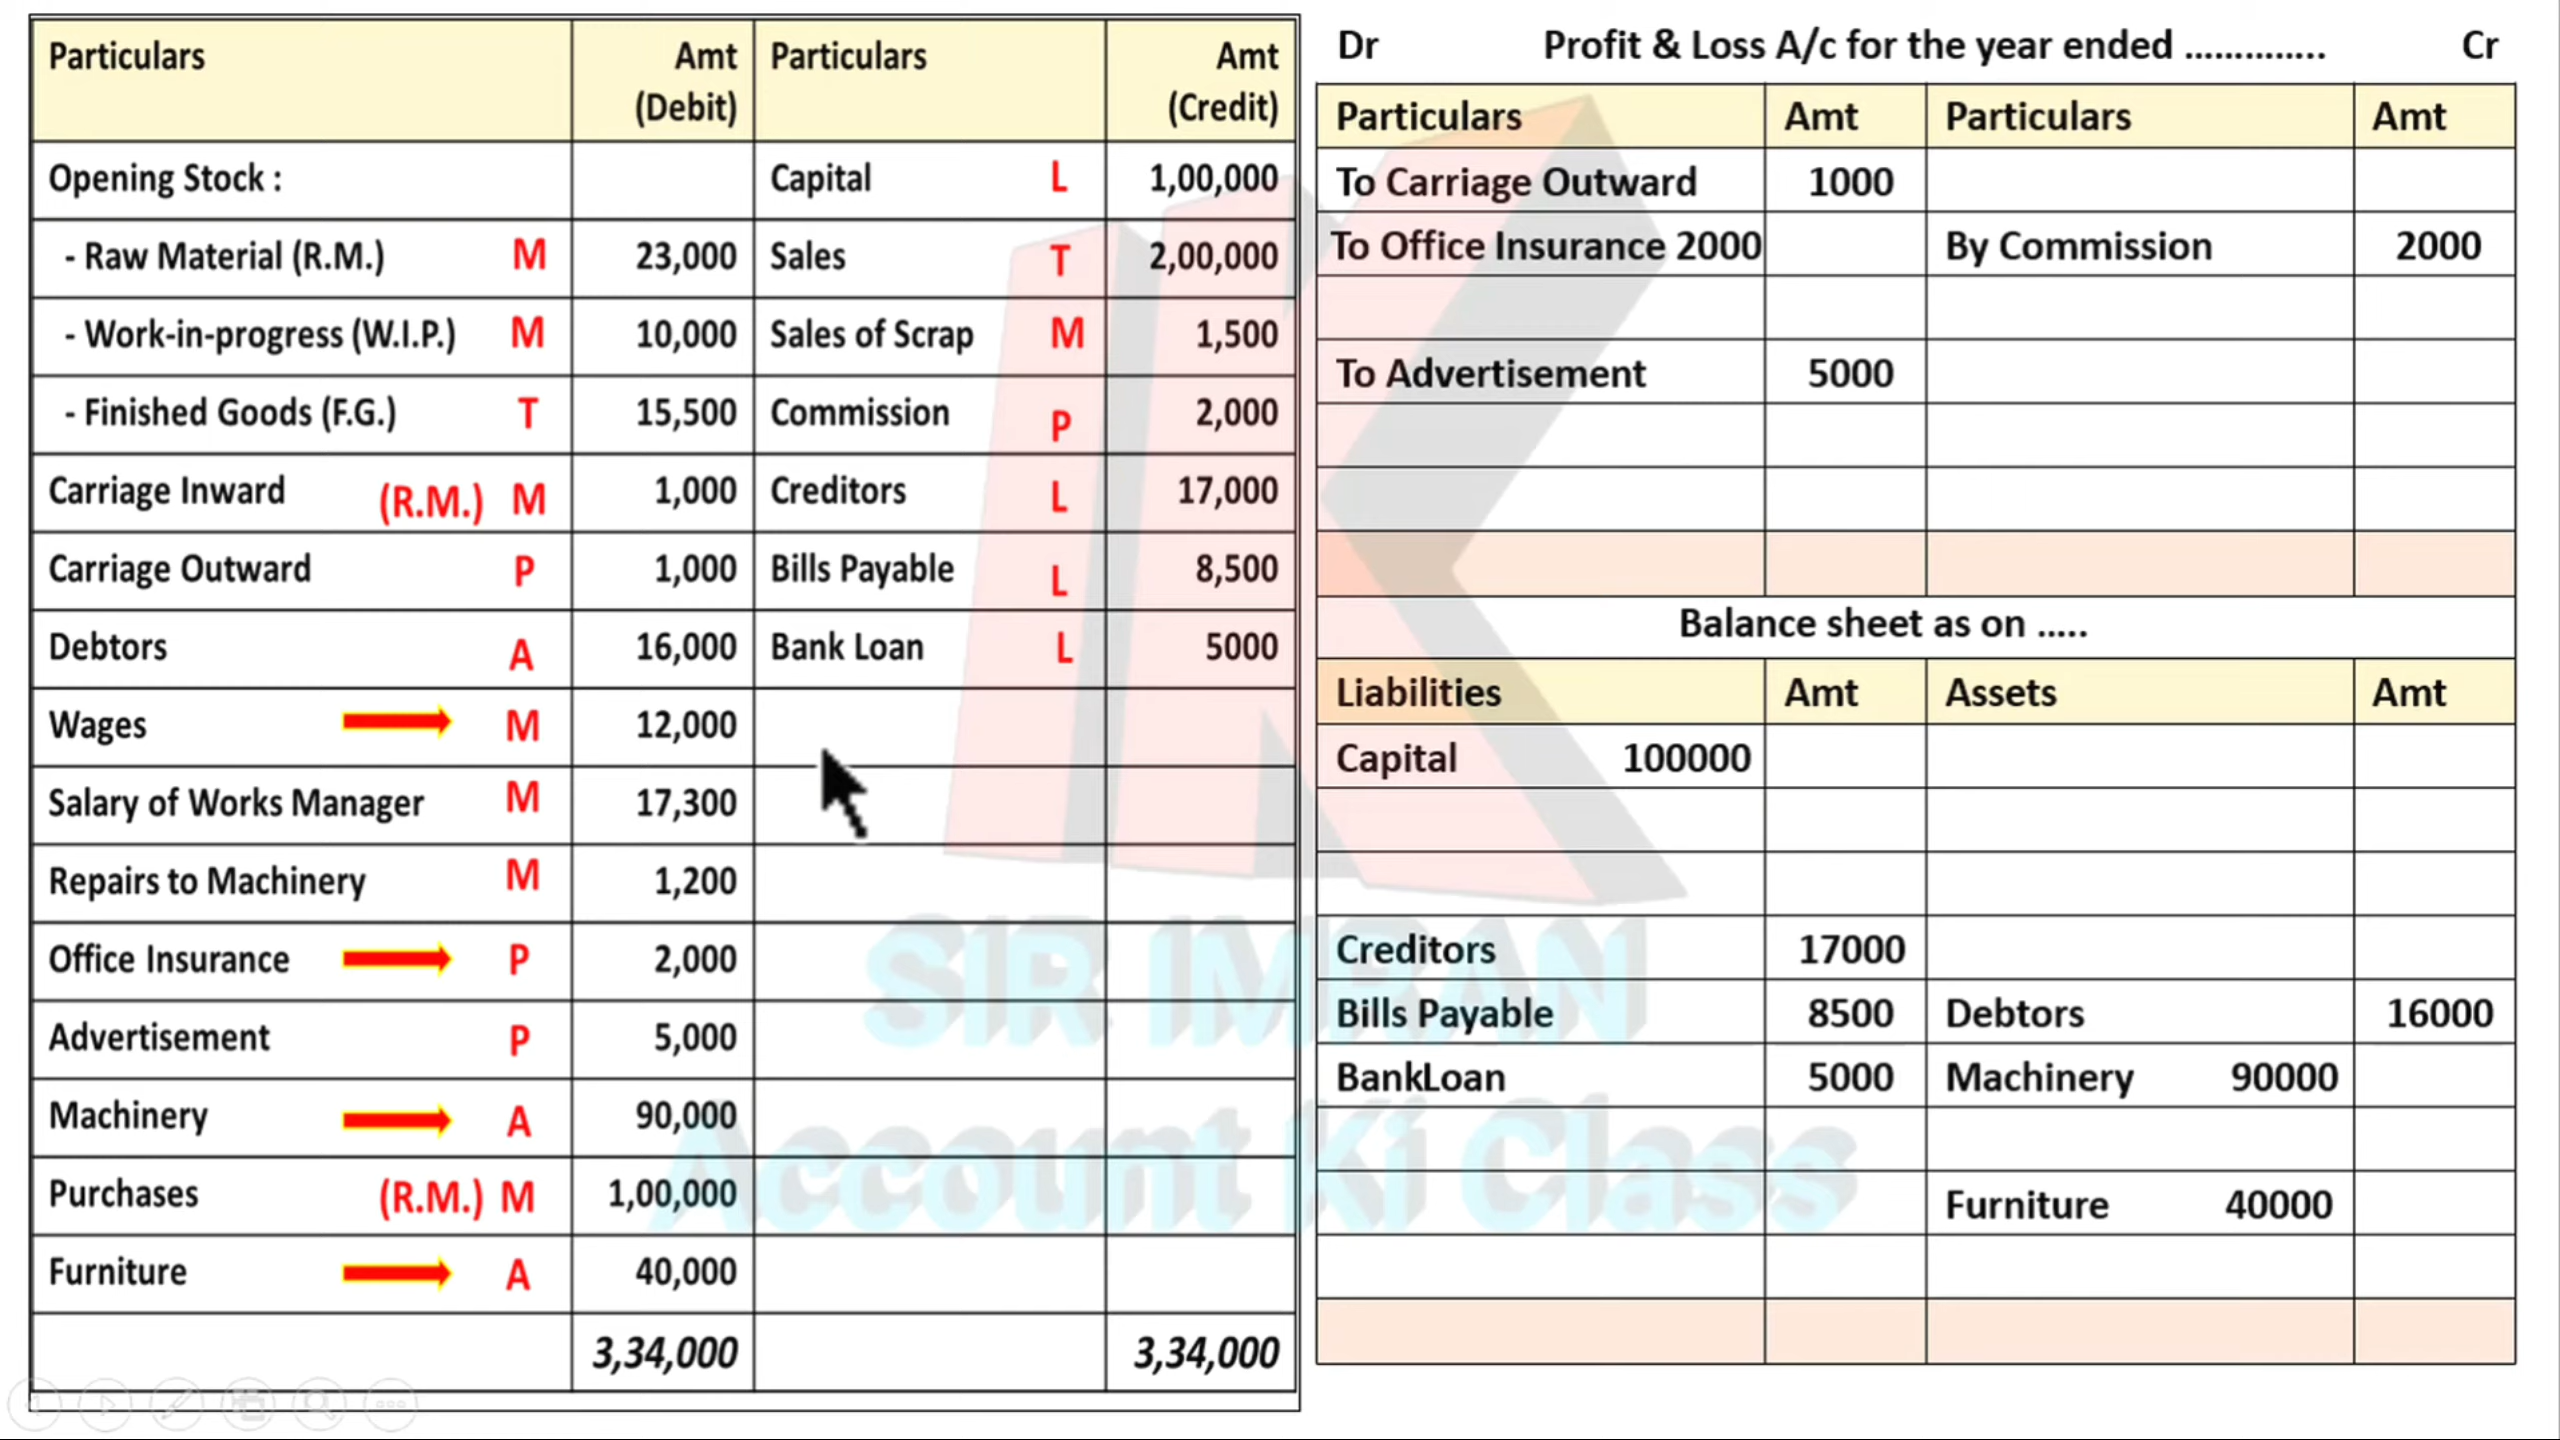 Particulars Amt (Debit) Particulars Amt (Credit)
Opening Stock : Capital L 1,00,000
- Raw Material (R.M.) M 23,000 Sales T 2,00,000
- Work-in-progress (W.I.P.) M 10,000 Sales of Scrap M 1,500
- Finished Goods (F.G.) T 15,500 Commission P 2,000
Carriage Inward (R.M.) M 1,000 Creditors L 17,000
Carriage Outward P 1,000 Bills Payable L 8,500
Debtors A 16,000 Bank Loan L 5000
Wages M 12,000
Salary of Works Manager M 17,300
Repairs to Machinery M 1,200
Office Insurance P 2,000
Advertisement P 5,000
Machinery A 90,000
Purchases (R.M.) M 1,00,000
Furniture A 40,000
3,34,000 3,34,000
Dr Profit & Loss A/c for the year ended .............. Cr
Particulars Amt Particulars Amt
To Carriage Outward 1000
To Office Insurance 2000 By Commission 2000
To Advertisement 5000
Balance sheet as on .....
Liabilities Amt Assets Amt
Capital 100000
Creditors 17000
Bills Payable 8500 Debtors 16000
BankLoan 5000 Machinery 90000
Furniture 40000
SIR IMRAN
Account Ki Class